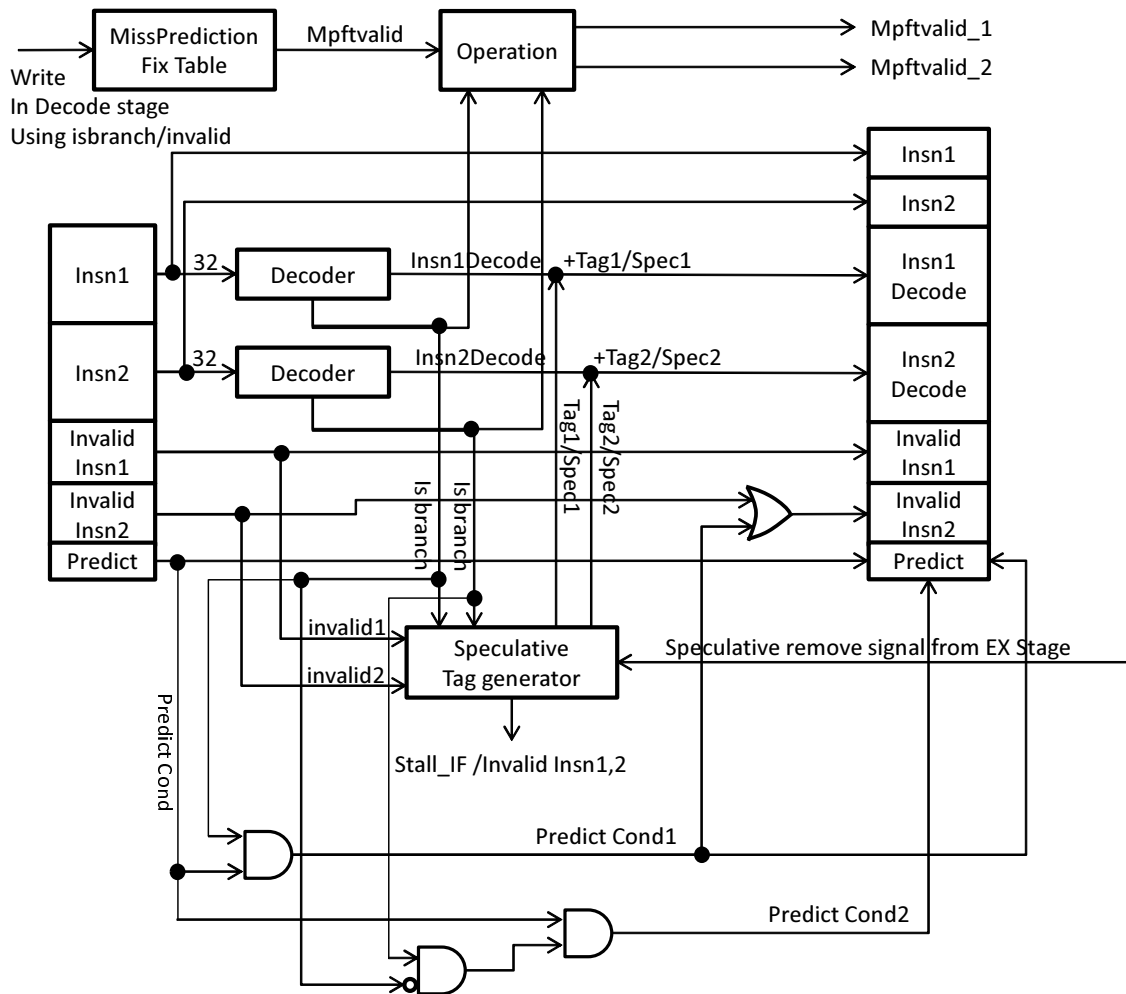 MissPrediction
Fix Table
Mpftvalid
Operation
Mpftvalid_1
Mpftvalid_2
Write
In Decode stage
Using isbranch/invalid
Insn1
Insn2
Insn1
32
Decoder
Insn1Decode
+Tag1/Spec1
Insn1
Decode
Insn2
32
Decoder
Insn2Decode
+Tag2/Spec2
Insn2
Decode
Tag1/Spec1
Tag2/Spec2
Invalid
Insn1
Invalid
Insn1
Is branch
Is branch
Invalid
Insn2
Invalid
Insn2
Predict
Predict
invalid1
invalid2
Speculative
Tag generator
Speculative remove signal from EX Stage
Predict Cond
Stall_IF /Invalid Insn1,2
Predict Cond1
Predict Cond2